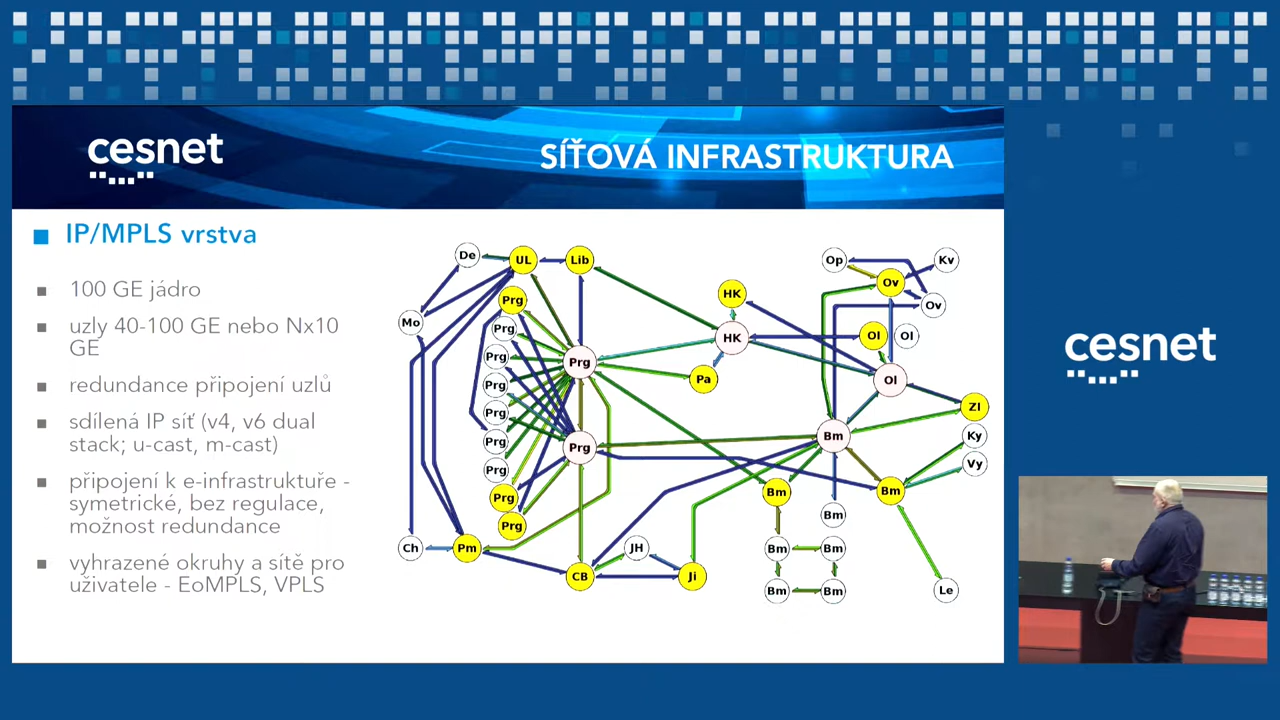 cesnet
SÍŤOVÁ INFRASTRUKTURA
IP/MPLS vrstva
100 GE jádro
uzly 40-100 GE nebo Nx10
GE
redundance připojení uzlů
sdílená IP síť (v4, v6 dual
stack; u-cast, m-cast)
připojení k e-infrastruktuře -
symetrické, bez regulace,
možnost redundance
vyhrazené okruhy a sítě pro
uživatele - EoMPLS, VPLS
De
UL
Lib
Mo
Prg
Prg
Prg
Prg
Prg
Prg
Prg
Prg
Prg
Prg
Prg
HK
HK
Pa
Op
Kv
Ov
Ov
Ol
Ol
Ol
Zl
Bm
Ky
Vy
Bm
Bm
Bm
Ch
Pm
CB
JH
Ji
Bm
Bm
Bm
Bm
Le
cesnet